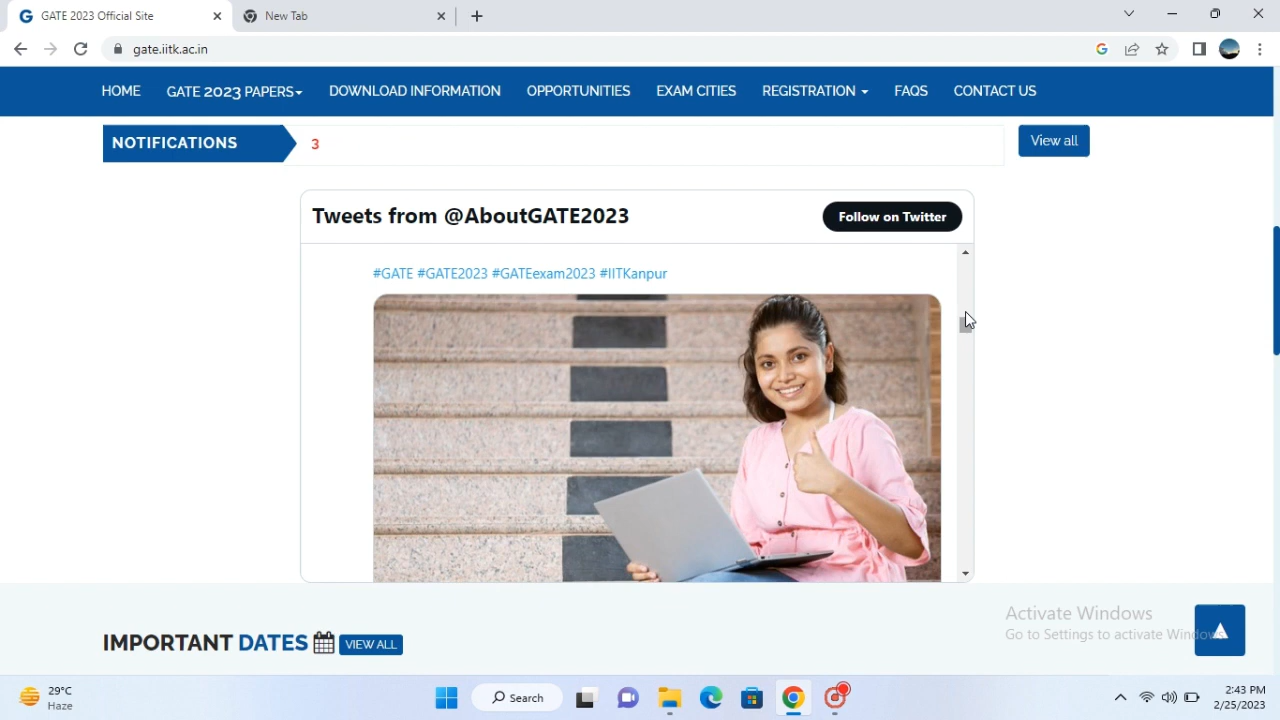 GATE 2023 Official Site
New Tab
gate.iitk.ac.in
HOME
GATE 2023 PAPERS
DOWNLOAD INFORMATION
OPPORTUNITIES
EXAM CITIES
REGISTRATION
FAQS
CONTACT US
NOTIFICATIONS
3
View all
Tweets from @AboutGATE2023
Follow on Twitter
#GATE #GATE2023 #GATEexam2023 #IITKanpur
IMPORTANT DATES
VIEW ALL
Activate Windows
Go to Settings to activate Windows.
29°C
Haze
Search
2:43 PM
2/25/2023